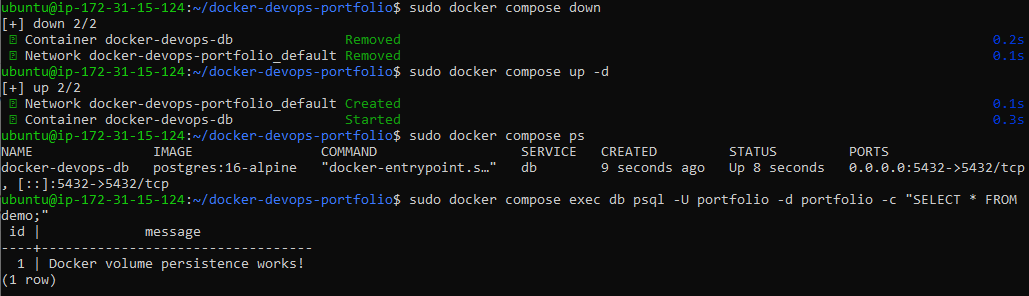 ubuntu@ip-172-31-15-124:~/docker-devops-portfolio$ sudo docker compose down
[+] down 2/2
Container docker-devops-db Removed 0.2s
Network docker-devops-portfolio_default Removed 0.1s
ubuntu@ip-172-31-15-124:~/docker-devops-portfolio$ sudo docker compose up -d
[+] up 2/2
Network docker-devops-portfolio_default Created 0.1s
Container docker-devops-db Started 0.3s
ubuntu@ip-172-31-15-124:~/docker-devops-portfolio$ sudo docker compose ps
NAME IMAGE COMMAND SERVICE CREATED STATUS PORTS
docker-devops-db postgres:16-alpine "docker-entrypoint.s…" db 9 seconds ago Up 8 seconds 0.0.0.0:5432->5432/tcp
, [::]:5432->5432/tcp
ubuntu@ip-172-31-15-124:~/docker-devops-portfolio$ sudo docker compose exec db psql -U portfolio -d portfolio -c "SELECT * FROM
demo;"
id | message
----+----------------------------------
1 | Docker volume persistence works!
(1 row)